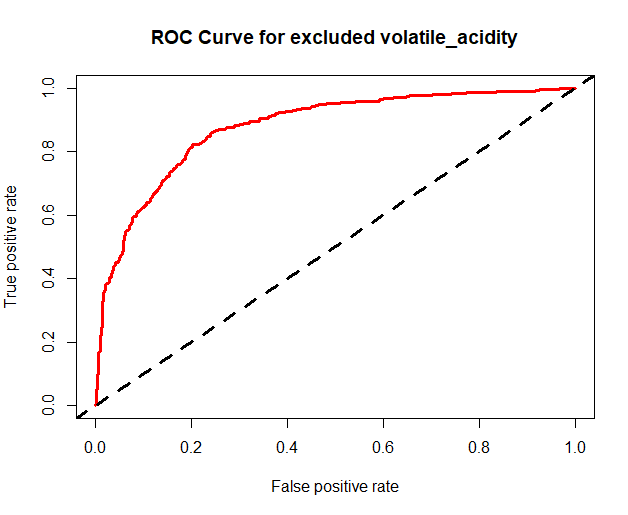 ROC Curve for excluded volatile_acidity
True positive rate
1.0
0.8
0.6
0.4
0.2
0.0
0.0 0.2 0.4 0.6 0.8 1.0
False positive rate